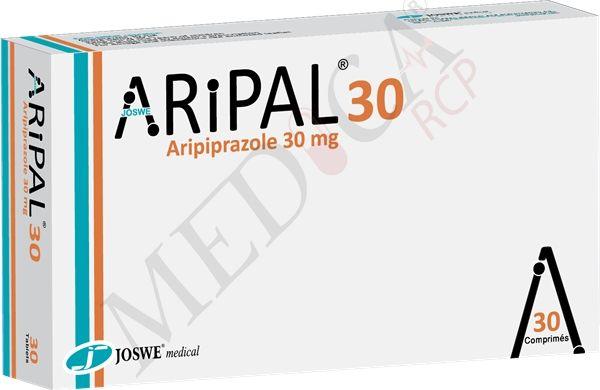 ARiPAL® 30
JOSWE
Aripiprazole 30 mg
30
Comprimés
JOSWE® medical
ARiPAL® 30
JOSWE
Aripiprazole 30 mg
30
Tablets
MEDICA®
RCP